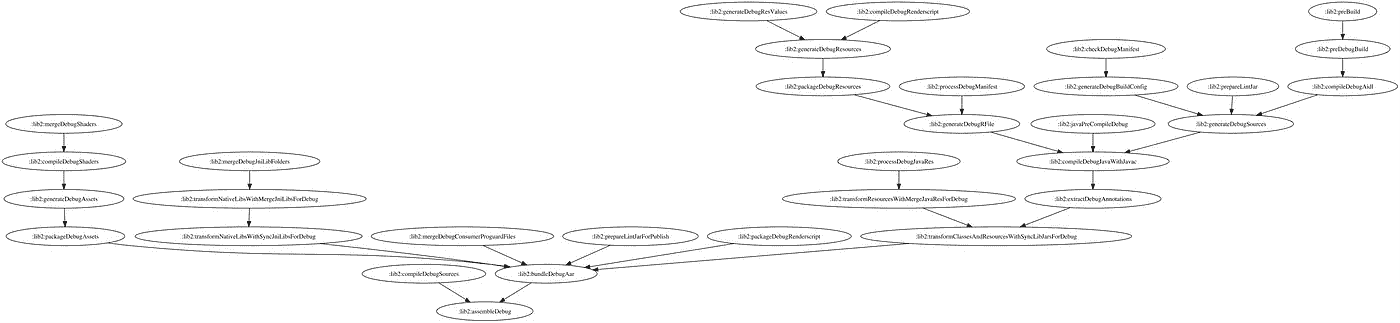 :lib2:generateDebugResValues
:lib2:compileDebugRenderscript
:lib2:preBuild
:lib2:generateDebugResources
:lib2:checkDebugManifest
:lib2:preDebugBuild
:lib2:packageDebugResources
:lib2:processDebugManifest
:lib2:generateDebugBuildConfig
:lib2:prepareLintJar
:lib2:compileDebugAidl
:lib2:mergeDebugShaders
:lib2:generateDebugRFile
:lib2:javaPreCompileDebug
:lib2:generateDebugSources
:lib2:compileDebugShaders
:lib2:mergeDebugJniLibFolders
:lib2:processDebugJavaRes
:lib2:compileDebugJavaWithJavac
:lib2:generateDebugAssets
:lib2:transformNativeLibsWithMergeJniLibsForDebug
:lib2:transformResourcesWithMergeJavaResForDebug
:lib2:extractDebugAnnotations
:lib2:packageDebugAssets
:lib2:transformNativeLibsWithSyncJniLibsForDebug
:lib2:mergeDebugConsumerProguardFiles
:lib2:prepareLintJarForPublish
:lib2:packageDebugRenderscript
:lib2:transformClassesAndResourcesWithSyncLibJarsForDebug
:lib2:compileDebugSources
:lib2:bundleDebugAar
:lib2:assembleDebug